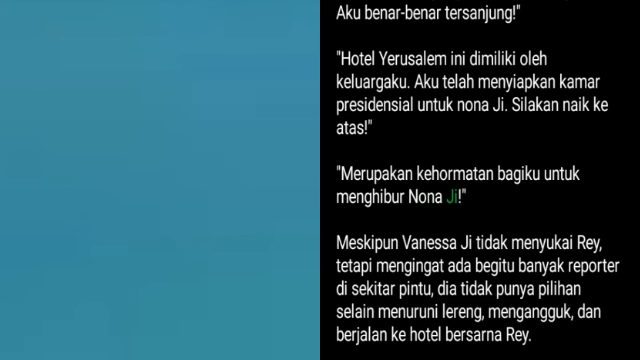 Aku benar-benar tersanjung!"
"Hotel Yerusalem ini dimiliki oleh
keluargaku. Aku telah menyiapkan kamar
presidensial untuk nona Ji. Silakan naik ke
atas!"
"Merupakan kehormatan bagiku untuk
menghibur Nona Ji!"
Meskipun Vanessa Ji tidak menyukai Rey,
tetapi mengingat ada begitu banyak reporter
di sekitar pintu, dia tidak punya pilihan
selain menuruni lereng, mengangguk, dan
berjalan ke hotel bersama Rey.